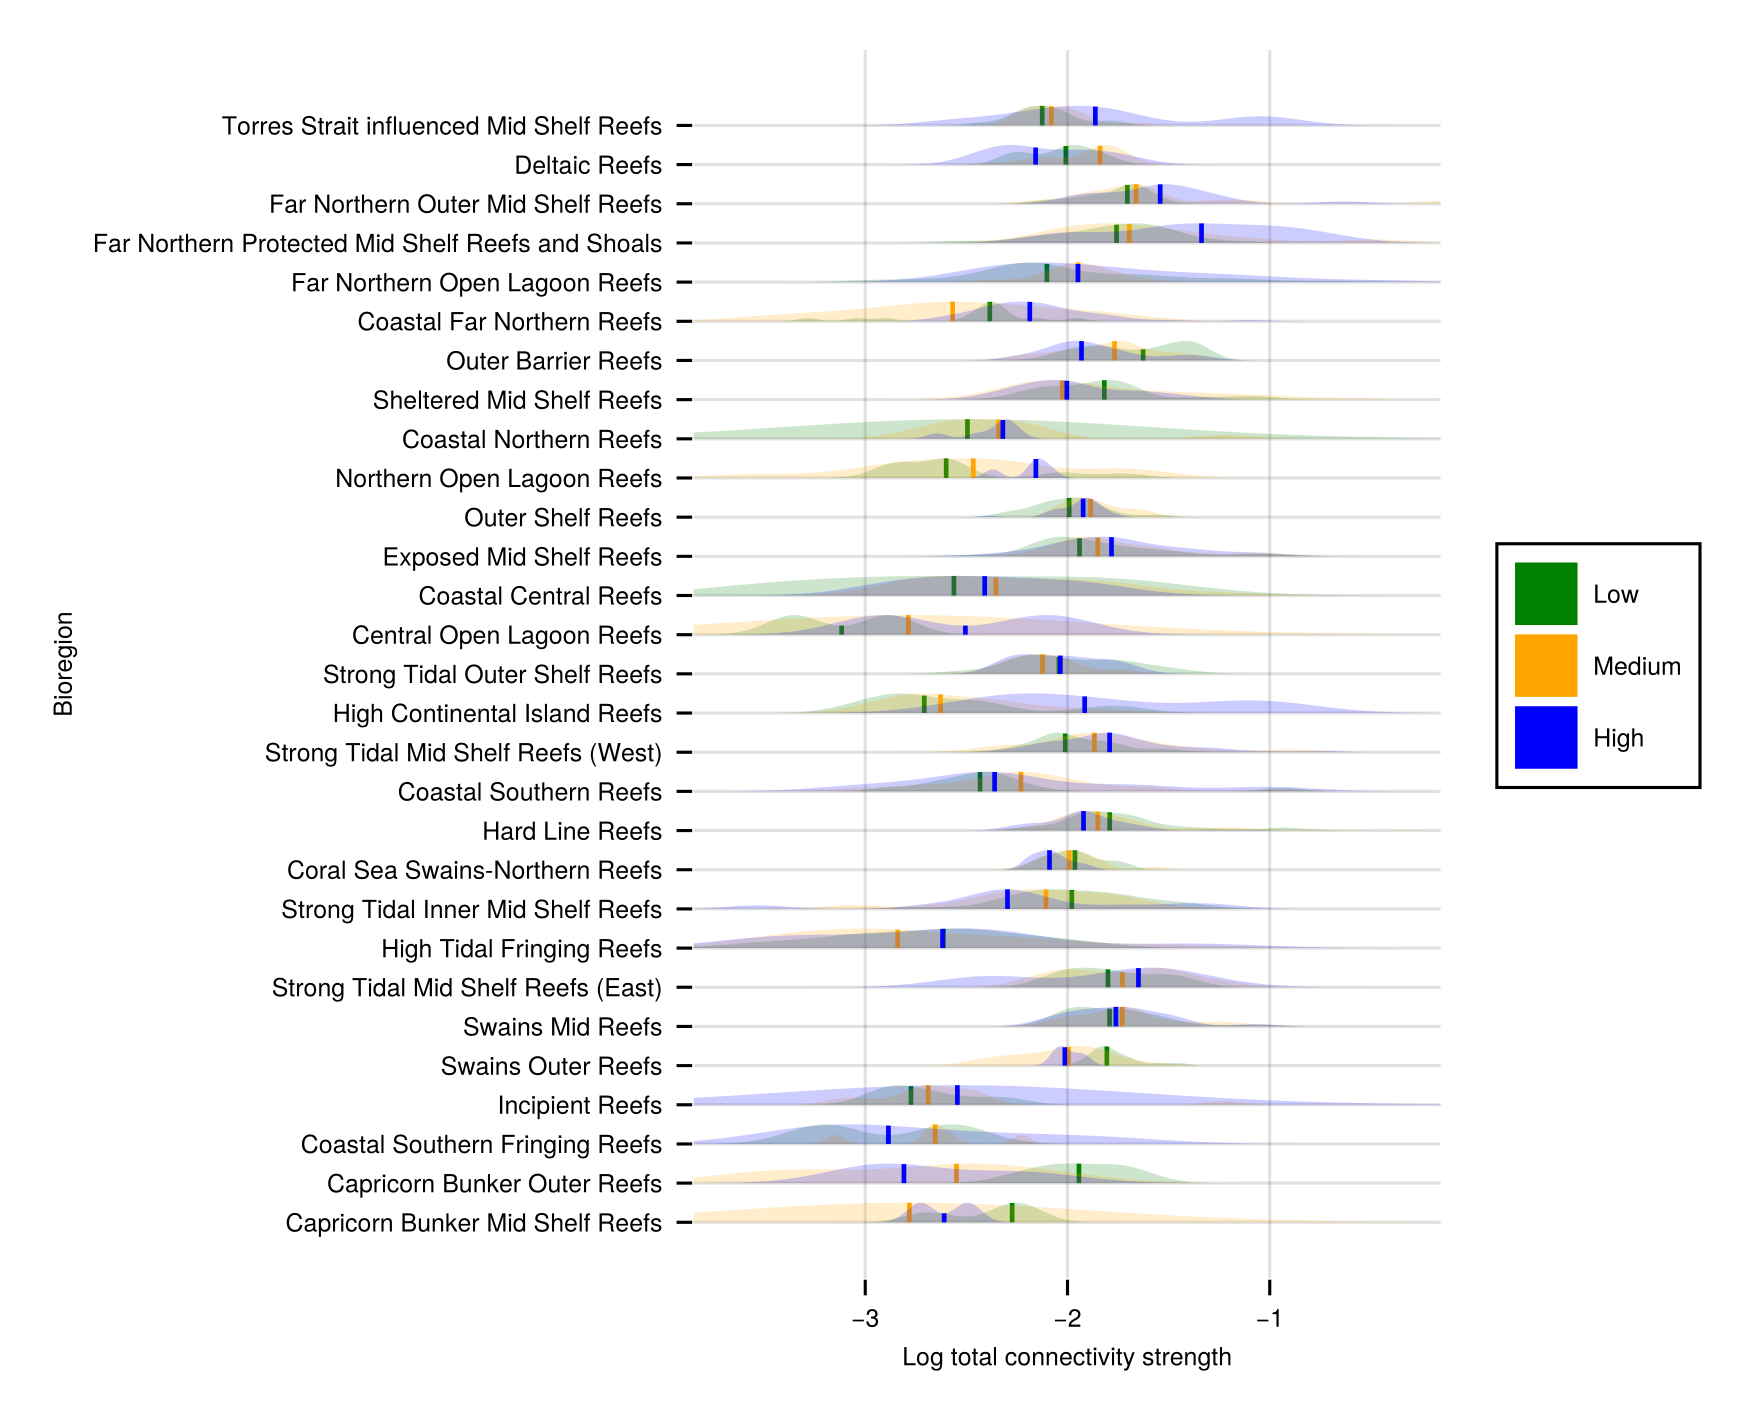 Torres Strait influenced Mid Shelf Reefs
Deltaic Reefs
Far Northern Outer Mid Shelf Reefs
Far Northern Protected Mid Shelf Reefs and Shoals
Far Northern Open Lagoon Reefs
Coastal Far Northern Reefs
Outer Barrier Reefs
Sheltered Mid Shelf Reefs
Coastal Northern Reefs
Northern Open Lagoon Reefs
Outer Shelf Reefs
Exposed Mid Shelf Reefs
Coastal Central Reefs
Central Open Lagoon Reefs
Strong Tidal Outer Shelf Reefs
High Continental Island Reefs
Strong Tidal Mid Shelf Reefs (West)
Coastal Southern Reefs
Hard Line Reefs
Coral Sea Swains-Northern Reefs
Strong Tidal Inner Mid Shelf Reefs
High Tidal Fringing Reefs
Strong Tidal Mid Shelf Reefs (East)
Swains Mid Reefs
Swains Outer Reefs
Incipient Reefs
Coastal Southern Fringing Reefs
Capricorn Bunker Outer Reefs
Capricorn Bunker Mid Shelf Reefs
Bioregion
−3 −2 −1
Log total connectivity strength
Low
Medium
High